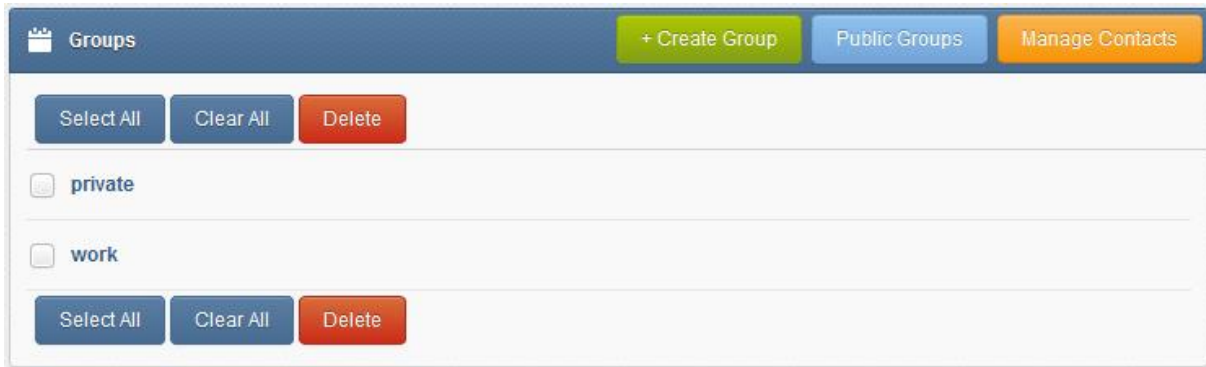 Groups + Create Group Public Groups Manage Contacts
Select All Clear All Delete
private
work
Select All Clear All Delete